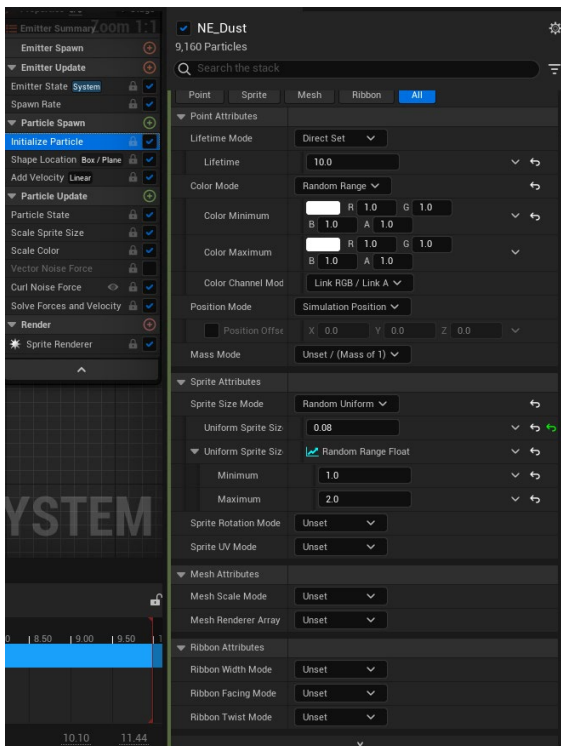 Emitter Summary
Zoom 1:1
Emitter Spawn
Emitter Update
Emitter State System
Spawn Rate
Particle Spawn
Initialize Particle
Shape Location Box / Plane
Add Velocity Linear
Particle Update
Particle State
Scale Sprite Size
Scale Color
Vector Noise Force
Curl Noise Force
Solve Forces and Velocity
Render
Sprite Renderer
YSTEM
0 8.50 9.00 9.50 1
10.10 11.44
NE_Dust
9,160 Particles
Search the stack
Point Sprite Mesh Ribbon All
Point Attributes
Lifetime Mode Direct Set
Lifetime 10.0
Color Mode Random Range
Color Minimum R 1.0 G 1.0
B 1.0 A 1.0
Color Maximum R 1.0 G 1.0
B 1.0 A 1.0
Color Channel Mod Link RGB / Link A
Position Mode Simulation Position
Position Offse X 0.0 Y 0.0 Z 0.0
Mass Mode Unset / (Mass of 1)
Sprite Attributes
Sprite Size Mode Random Uniform
Uniform Sprite Siz 0.08
Uniform Sprite Siz Random Range Float
Minimum 1.0
Maximum 2.0
Sprite Rotation Mode Unset
Sprite UV Mode Unset
Mesh Attributes
Mesh Scale Mode Unset
Mesh Renderer Array Unset
Ribbon Attributes
Ribbon Width Mode Unset
Ribbon Facing Mode Unset
Ribbon Twist Mode Unset